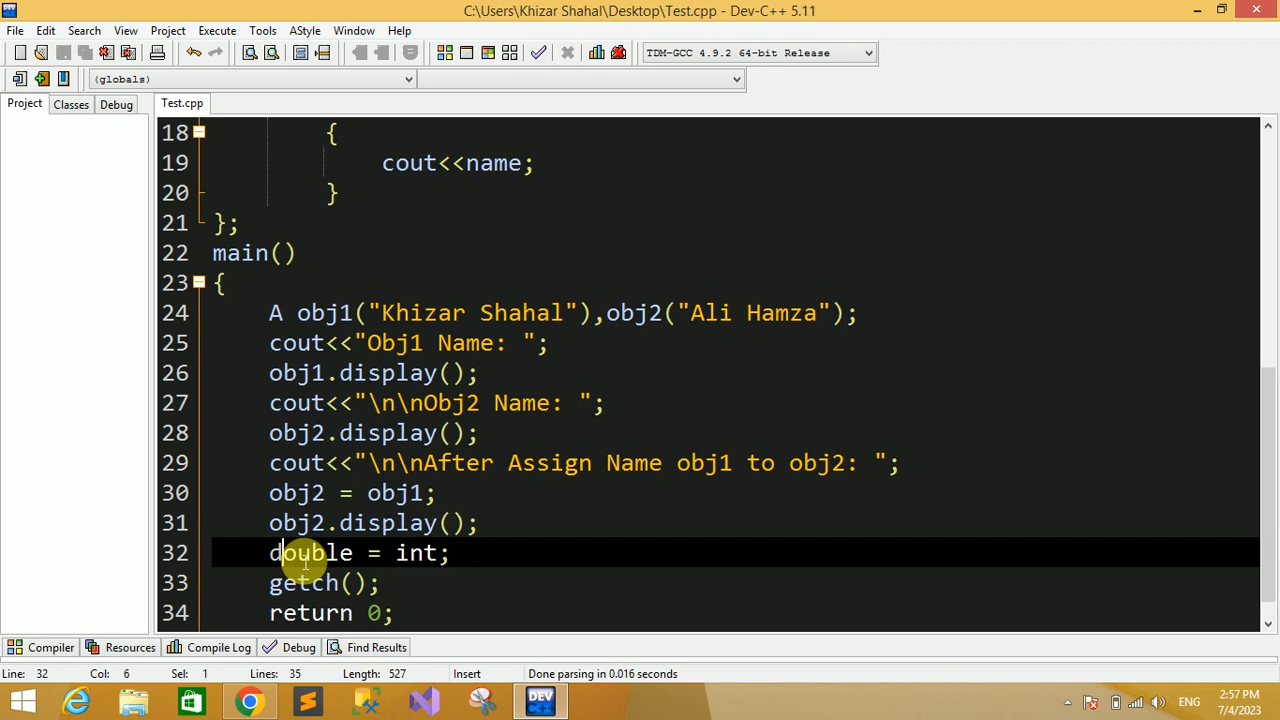 C:\Users\Khizar Shahal\Desktop\Test.cpp - Dev-C++ 5.11
File Edit Search View Project Execute Tools AStyle Window Help
TDM-GCC 4.9.2 64-bit Release
(globals)
Project Classes Debug Test.cpp
18 {
19 cout<<name;
20 }
21 };
22 main()
23 {
24 A obj1("Khizar Shahal"),obj2("Ali Hamza");
25 cout<<"Obj1 Name: ";
26 obj1.display();
27 cout<<"\n\nObj2 Name: ";
28 obj2.display();
29 cout<<"\n\nAfter Assign Name obj1 to obj2: ";
30 obj2 = obj1;
31 obj2.display();
32 double = int;
33 getch();
34 return 0;
Compiler Resources Compile Log Debug Find Results
Line: 32 Col: 6 Sel: 1 Lines: 35 Length: 527 Insert Done parsing in 0.016 seconds
DEV
ENG
2:57 PM
7/4/2023